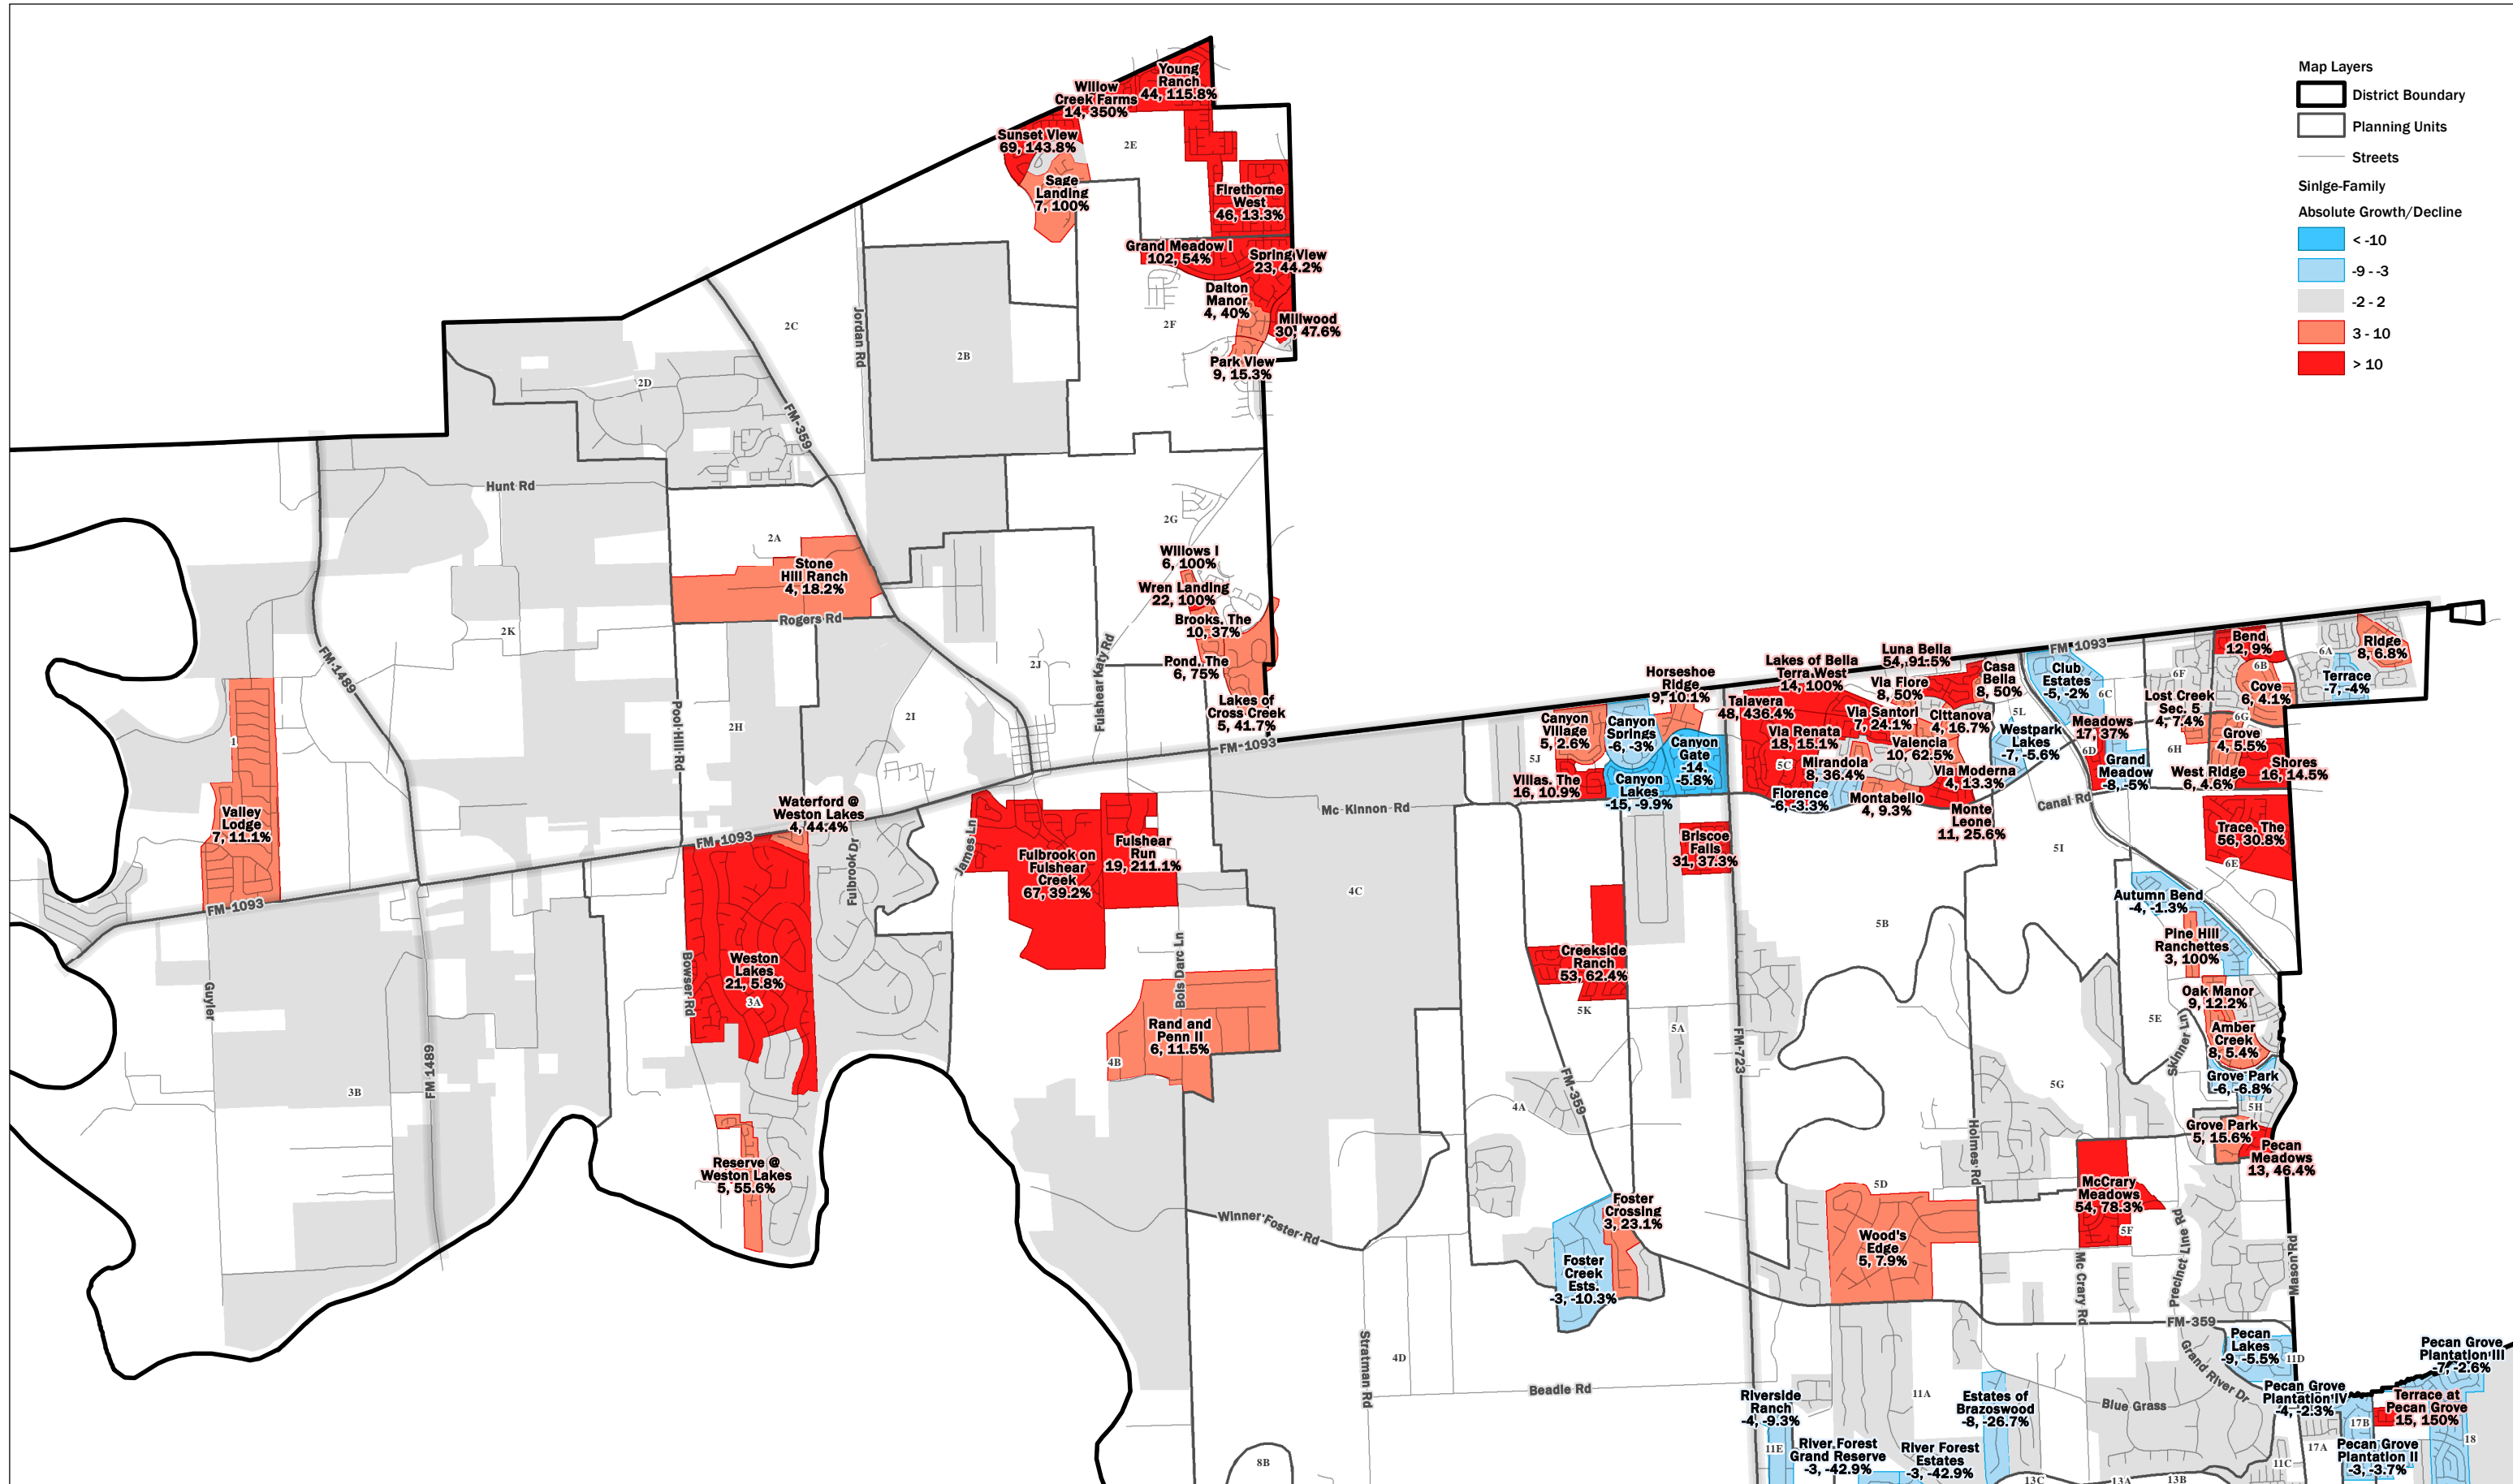 Map Layers
District Boundary
Planning Units
Streets
Sinlge-Family
Absolute Growth/Decline
< -10
-9 - -3
-2 - 2
3 - 10
> 10
Young
Ranch
44, 115.8%
Willow
Creek Farms
14, 350%
Sunset View
69, 143.8%
2E
Sage
Landing
7, 100%
Firethorne
West
46, 13.3%
Grand Meadow I
102, 54%
Spring View
23, 44.2%
Dalton
Manor
4, 40%
Millwood
30, 47.6%
2F
Park View
9, 15.3%
2C
Jordan Rd
2B
2D
FM-359
Hunt Rd
2G
2A
Stone
Hill Ranch
4, 18.2%
Rogers Rd
Willows I
6, 100%
Wren Landing
22, 100%
Brooks. The
10, 37%
Pond, The
6, 75%
Lakes of
Cross Creek
5, 41.7%
2K
FM-1489
2J
Fulshear Katy Rd
Pool Hill Rd
2H
2I
FM-1093
1
Valley
Lodge
7, 11.1%
FM-1093
Waterford @
Weston Lakes
4, 44.4%
FM-1093
Fulbrook Dr
James Ln
Fulbrook on
Fulshear
Creek
67, 39.2%
Fulshear
Run
19, 211.1%
Mc Kinnon Rd
4C
Weston
Lakes
21, 5.8%
3A
Bowser Rd
Guyler
FM 1489
3B
Bois Darc Ln
Rand and
Penn II
6, 11.5%
4B
Reserve @
Weston Lakes
5, 55.6%
Winner Foster Rd
Stratman Rd
4D
Beadle Rd
8B
Horseshoe
Ridge
9, 10.1%
Canyon
Village
5, 2.6%
Canyon
Springs
-6, -3%
Canyon
Gate
-14,
-5.8%
Canyon
Lakes
-15, -9.9%
5J
Villas. The
16, 10.9%
Lakes of Bella
Terra West
14, 100%
Talavera
48, 436.4%
Luna Bella
54, 91.5%
Casa
Bella
8, 50%
Via Flore
8, 50%
Via Santori
7, 24.1%
Cittanova
4, 16.7%
Via Renata
18, 15.1%
Valencia
10, 62.5%
5C
Mirandola
8, 36.4%
Via Moderna
4, 13.3%
Florence
-6, -3.3%
Montabello
4, 9.3%
Monte
Leone
11, 25.6%
5L
Westpark
Lakes
-7, -5.6%
FM-1093
Club
Estates
-5, -2%
6C
6D
Meadows
17, 37%
Grand
Meadow
-8, -5%
Canal Rd
6F
Lost Creek
Sec. 5
4, 7.4%
6H
Bend
12, 9%
6B
Cove
6, 4.1%
6A
Ridge
8, 6.8%
Terrace
-7, -4%
6G
Grove
4, 5.5%
West Ridge
6, 4.6%
Shores
16, 14.5%
Trace, The
56, 30.8%
6E
5I
Briscoe
Falls
31, 37.3%
Creekside
Ranch
53, 62.4%
5K
5A
5B
FM-723
4A
FM-359
Autumn Bend
-4, -1.3%
Pine Hill
Ranchettes
3, 100%
Oak Manor
9, 12.2%
5E
Skinner Ln
Amber
Creek
8, 5.4%
Grove Park
-6, -6.8%
5H
Grove Park
5, 15.6%
Pecan
Meadows
13, 46.4%
5G
Holmes Rd
McCrary
Meadows
54, 78.3%
5F
5D
Wood's
Edge
5, 7.9%
Foster
Crossing
3, 23.1%
Foster
Creek
Ests.
-3, -10.3%
Mc Crary Rd
Precinct Line Rd
Mason Rd
FM-359
Grand River Dr
Pecan
Lakes
-9, -5.5%
11D
Pecan Grove
Plantation III
-7, -2.6%
Pecan Grove
Plantation IV
-4, -2.3%
Terrace at
Pecan Grove
15, 150%
17B
Pecan Grove
Plantation II
-3, -3.7%
17A
18
11C
Blue Grass
Riverside
Ranch
-4, -9.3%
11A
Estates of
Brazoswood
-8, -26.7%
11E
River Forest
Grand Reserve
-3, -42.9%
River Forest
Estates
-3, -42.9%
13C
13A
13B